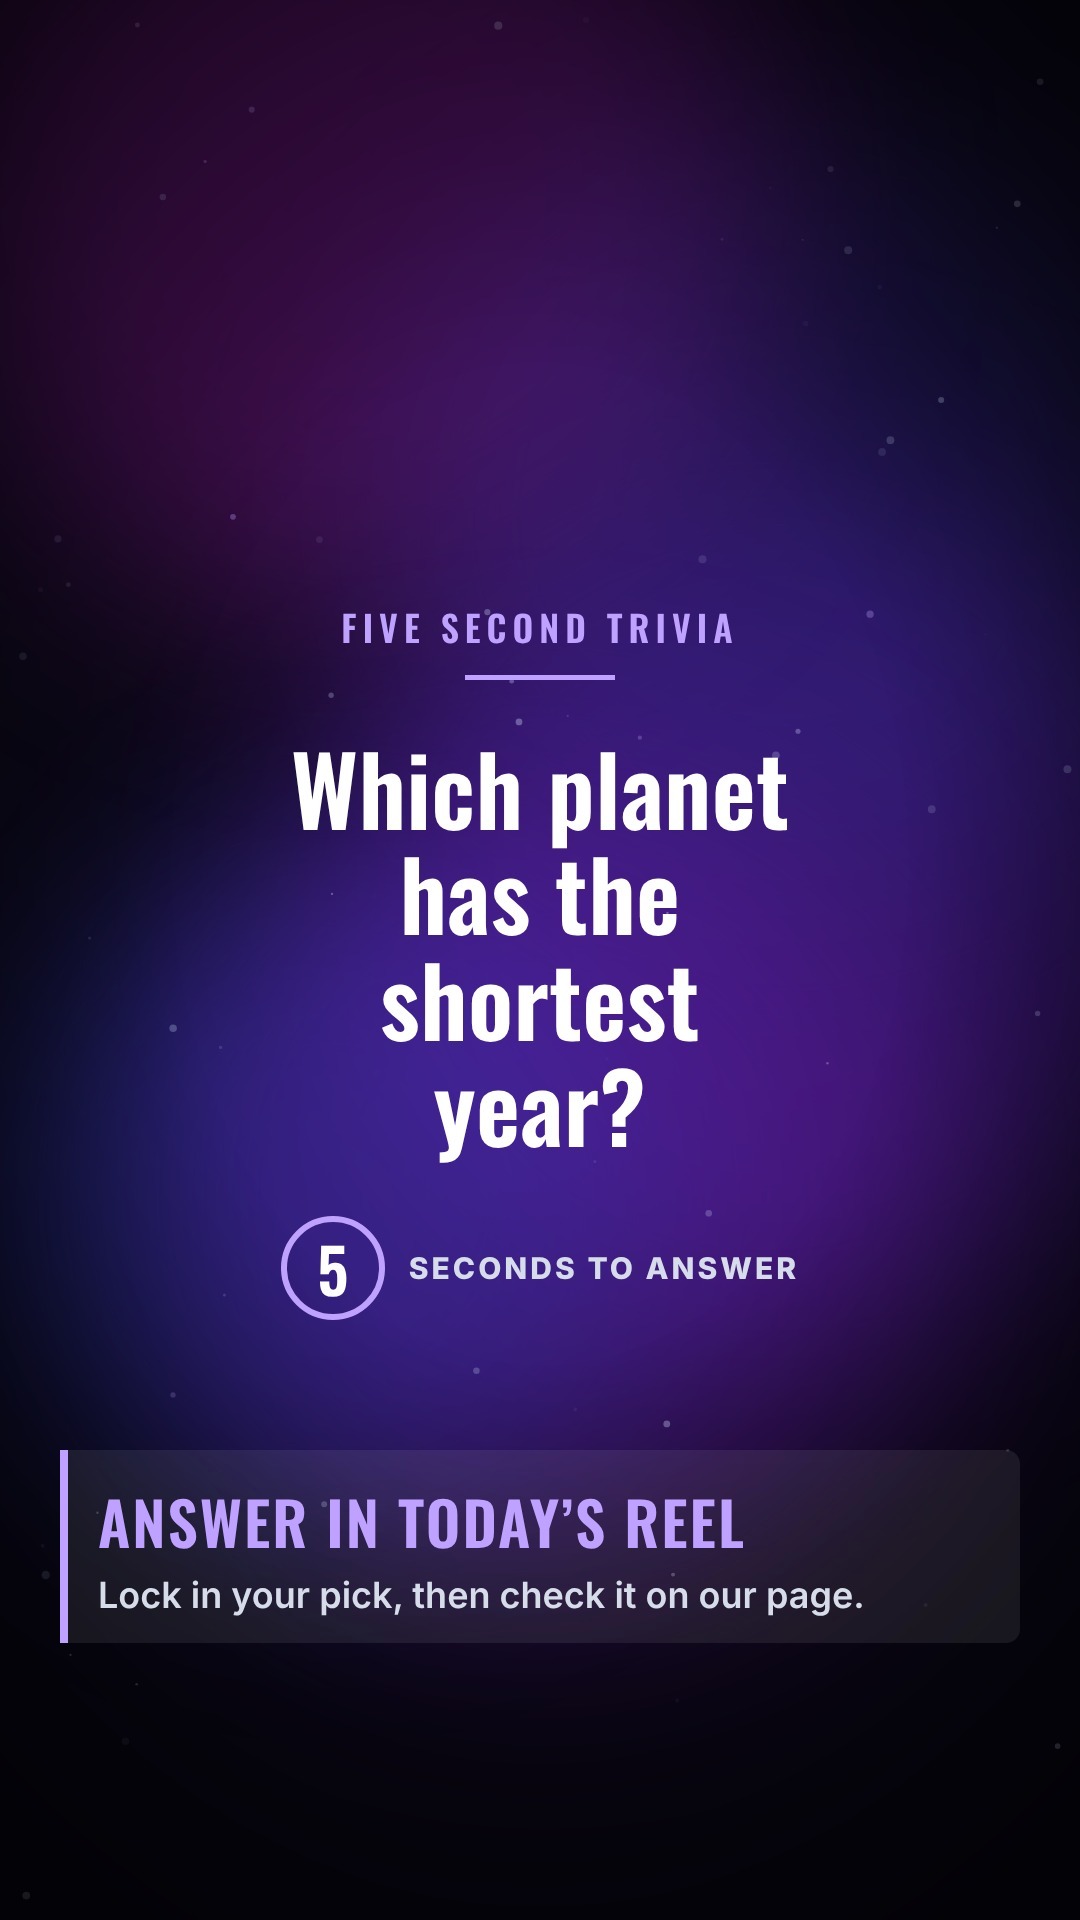 FIVE SECOND TRIVIA
Which planet
has the
shortest
year?
5 SECONDS TO ANSWER
ANSWER IN TODAY’S REEL
Lock in your pick, then check it on our page.